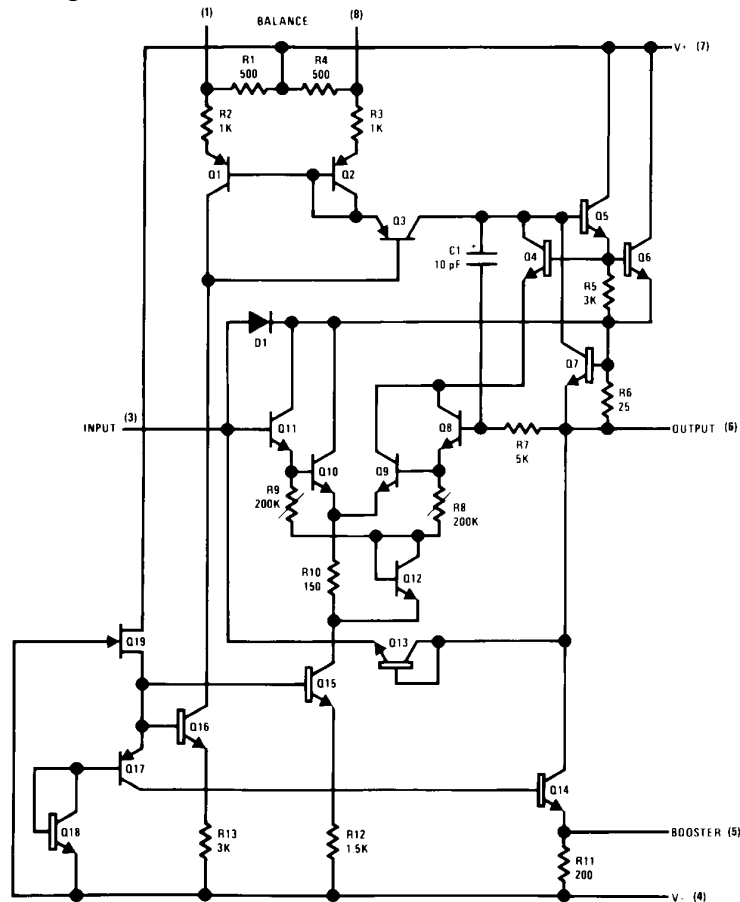 (1)
BALANCE
(8)
V+ (7)
R1
500
R4
500
R2
1K
R3
1K
Q1
Q2
Q3
C1
10 pF
+
Q4
Q5
Q6
R5
3K
D1
Q7
R6
25
INPUT (3)
Q11
Q8
R7
5K
OUTPUT (6)
Q10
Q9
R9
200K
R8
200K
R10
150
Q12
Q19
Q13
Q15
Q16
Q17
Q14
Q18
R13
3K
R12
1.5K
BOOSTER (5)
R11
200
V- (4)